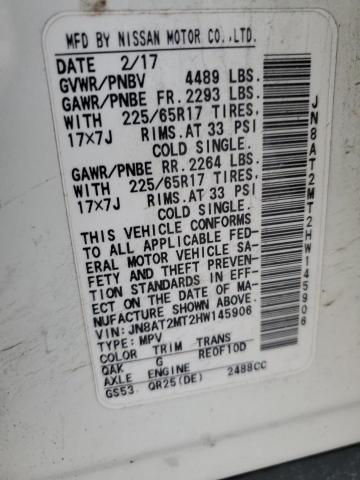 MFD BY NISSAN MOTOR CO.,LTD.
DATE 2/17
GVWR/PNBV 4489 LBS.
GAWR/PNBE FR. 2293 LBS.
WITH 225/65R17 TIRES,
17x7J RIMS.AT 33 PSI
COLD SINGLE.
GAWR/PNBE RR. 2264 LBS.
WITH 225/65R17 TIRES,
17x7J RIMS.AT 33 PSI
COLD SINGLE.
THIS VEHICLE CONFORMS
TO ALL APPLICABLE FED-
ERAL MOTOR VEHICLE SA-
FETY AND THEFT PREVEN-
TION STANDARDS IN EFF-
ECT ON THE DATE OF MA-
NUFACTURE SHOWN ABOVE.
VIN: JN8AT2MT2HW145906
TYPE: MPV
COLOR TRIM TRANS
QAK G RE0F10D
AXLE ENGINE 2488CC
GS53 QR25(DE)
JN8AT2MT2HW145906